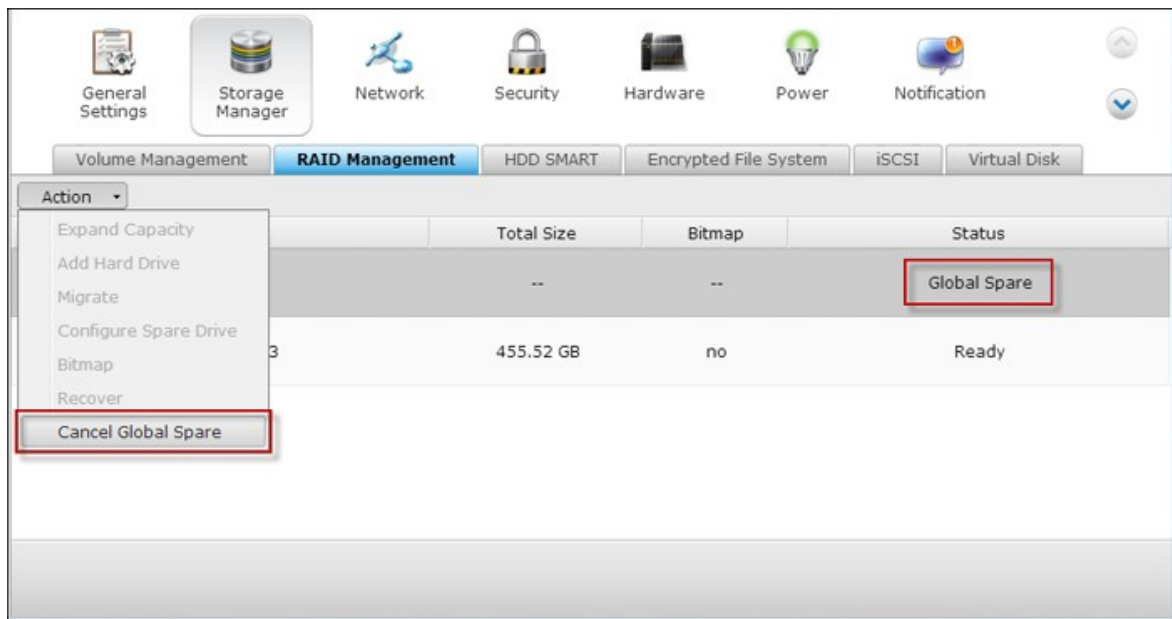 General
Settings
Storage
Manager
Network
Security
Hardware
Power
Notification
Volume Management
RAID Management
HDD SMART
Encrypted File System
iSCSI
Virtual Disk
Action
Total Size
Bitmap
Status
Expand Capacity
Add Hard Drive
Migrate
Configure Spare Drive
Bitmap
Recover
Cancel Global Spare
--
--
Global Spare
3
455.52 GB
no
Ready